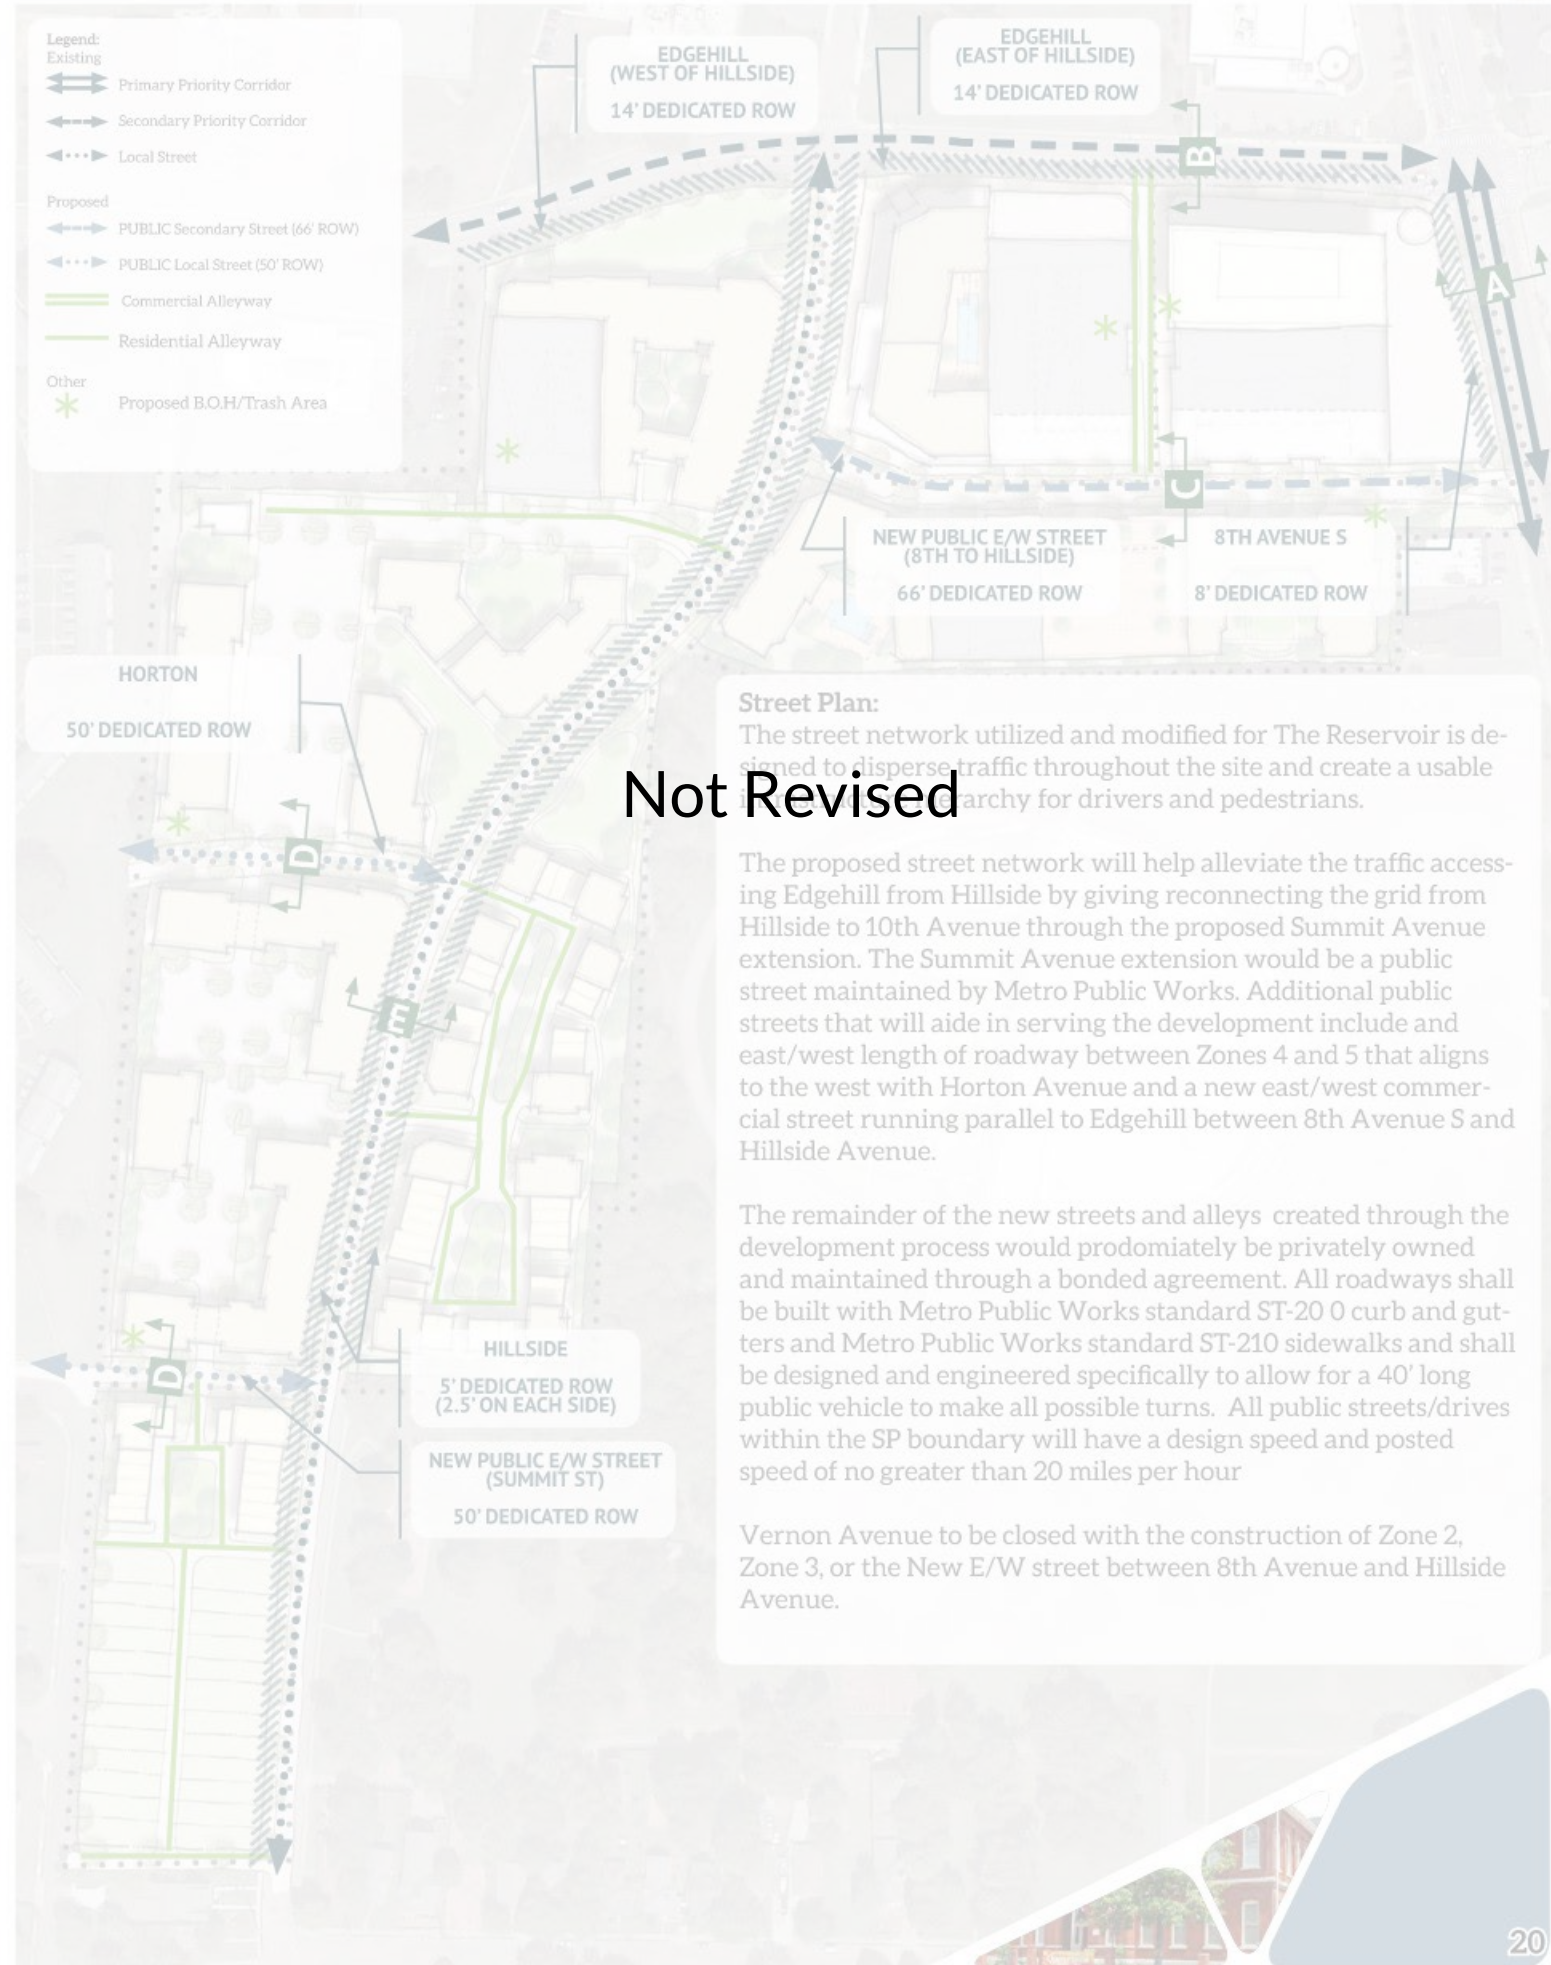 Legend:
Existing
Primary Priority Corridor
Secondary Priority Corridor
Local Street
Proposed
PUBLIC Secondary Street (66' ROW)
PUBLIC Local Street (50' ROW)
Commercial Alleyway
Residential Alleyway
Other
Proposed B.O.H/Trash Area
EDGEHILL
(WEST OF HILLSIDE)
14' DEDICATED ROW
EDGEHILL
(EAST OF HILLSIDE)
14' DEDICATED ROW
B
A
C
NEW PUBLIC E/W STREET
(8TH TO HILLSIDE)
66' DEDICATED ROW
8TH AVENUE S
8' DEDICATED ROW
HORTON
50' DEDICATED ROW
D
E
D
HILLSIDE
5' DEDICATED ROW
(2.5' ON EACH SIDE)
NEW PUBLIC E/W STREET
(SUMMIT ST)
50' DEDICATED ROW
Not Revised
Street Plan:
The street network utilized and modified for The Reservoir is de-
signed to disperse traffic throughout the site and create a usable
hierarchy for drivers and pedestrians.
The proposed street network will help alleviate the traffic access-
ing Edgehill from Hillside by giving reconnecting the grid from
Hillside to 10th Avenue through the proposed Summit Avenue
extension. The Summit Avenue extension would be a public
street maintained by Metro Public Works. Additional public
streets that will aide in serving the development include and
east/west length of roadway between Zones 4 and 5 that aligns
to the west with Horton Avenue and a new east/west commer-
cial street running parallel to Edgehill between 8th Avenue S and
Hillside Avenue.
The remainder of the new streets and alleys created through the
development process would prodomiately be privately owned
and maintained through a bonded agreement. All roadways shall
be built with Metro Public Works standard ST-20 0 curb and gut-
ters and Metro Public Works standard ST-210 sidewalks and shall
be designed and engineered specifically to allow for a 40' long
public vehicle to make all possible turns. All public streets/drives
within the SP boundary will have a design speed and posted
speed of no greater than 20 miles per hour
Vernon Avenue to be closed with the construction of Zone 2,
Zone 3, or the New E/W street between 8th Avenue and Hillside
Avenue.
20